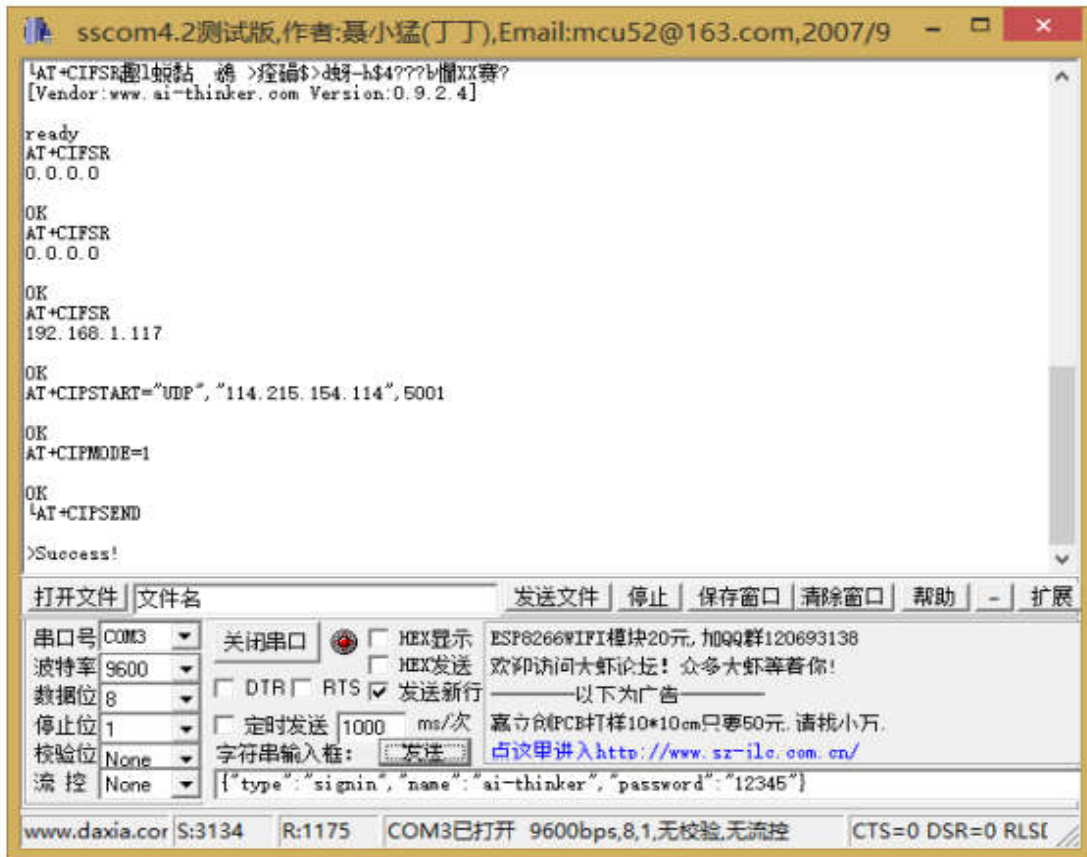 sscom4.2测试版,作者:聂小猛(丁丁),Email:mcu52@163.com,2007/9
AT+CIFSR
[Vendor:www.ai-thinker.com Version:0.9.2.4]
ready
AT+CIFSR
0.0.0.0
OK
AT+CIFSR
0.0.0.0
OK
AT+CIFSR
192.168.1.117
OK
AT+CIPSTART="UDP","114.215.154.114",5001
OK
AT+CIPMODE=1
OK
└AT+CIPSEND
>Success!
打开文件 文件名 发送文件 停止 保存窗口 清除窗口 帮助 - 扩展
串口号 COM3 关闭串口 HEX显示 ESP8266WIFI模块20元,加QQ群120693138
波特率 9600 HEX发送 欢迎访问大虾论坛! 众多大虾等着你!
数据位 8 DTR RTS 发送新行 ————以下为广告————
停止位 1 定时发送 1000 ms/次 嘉立创PCB打样10*10cm只要50元.请找小万.
校验位 None 字符串输入框: 发送 点这里进入http://www.sz-jlc.com.cn/
流 控 None {"type":"signin","name":"ai-thinker","password":"12345"}
www.daxia.cor S:3134 R:1175 COM3已打开 9600bps,8,1,无校验,无流控 CTS=0 DSR=0 RLSD